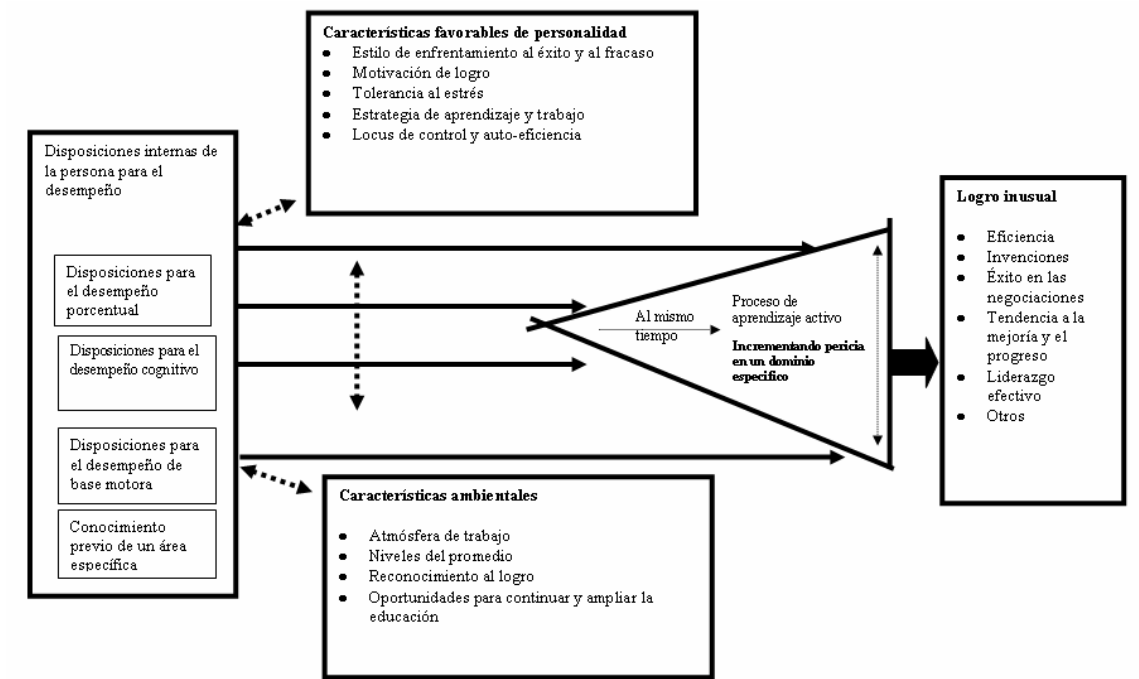 Características favorables de personalidad
● Estilo de enfrentamiento al éxito y al fracaso
● Motivación de logro
● Tolerancia al estrés
● Estrategia de aprendizaje y trabajo
● Locus de control y auto-eficiencia
Disposiciones internas de
la persona para el
desempeño
Disposiciones para
el desempeño
porcentual
Disposiciones para el
desempeño cognitivo
Disposiciones para
el desempeño de
base motora
Conocimiento
previo de un área
específica
Al mismo
tiempo
Proceso de
aprendizaje activo
Incrementando pericia
en un dominio
especifico
Logro inusual
● Eficiencia
● Invenciones
● Éxito en las
negociaciones
● Tendencia a la
mejoría y el
progreso
● Liderazgo
efectivo
● Otros
Características ambientales
● Atmósfera de trabajo
● Niveles del promedio
● Reconocimiento al logro
● Oportunidades para continuar y ampliar la
educación